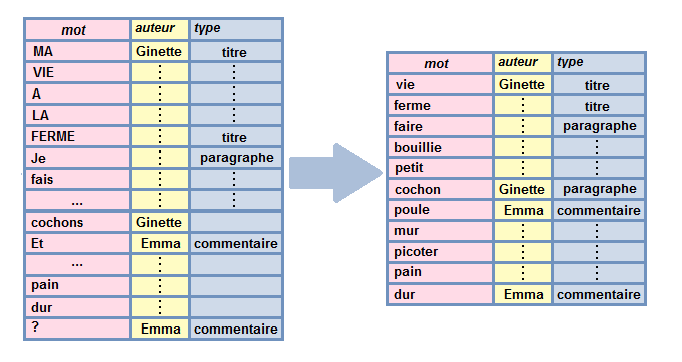 mot auteur type
MA Ginette titre
VIE ⋮ ⋮
A ⋮ ⋮
LA ⋮ ⋮
FERME ⋮ titre
Je ⋮ paragraphe
fais ⋮ ⋮
... ⋮ ⋮
cochons Ginette
Et Emma commentaire
... ⋮
pain ⋮
dur ⋮
? Emma commentaire
mot auteur type
vie Ginette titre
ferme ⋮ titre
faire ⋮ paragraphe
bouillie ⋮ ⋮
petit ⋮ ⋮
cochon Ginette paragraphe
poule Emma commentaire
mur ⋮ ⋮
picoter ⋮ ⋮
pain ⋮ ⋮
dur Emma commentaire